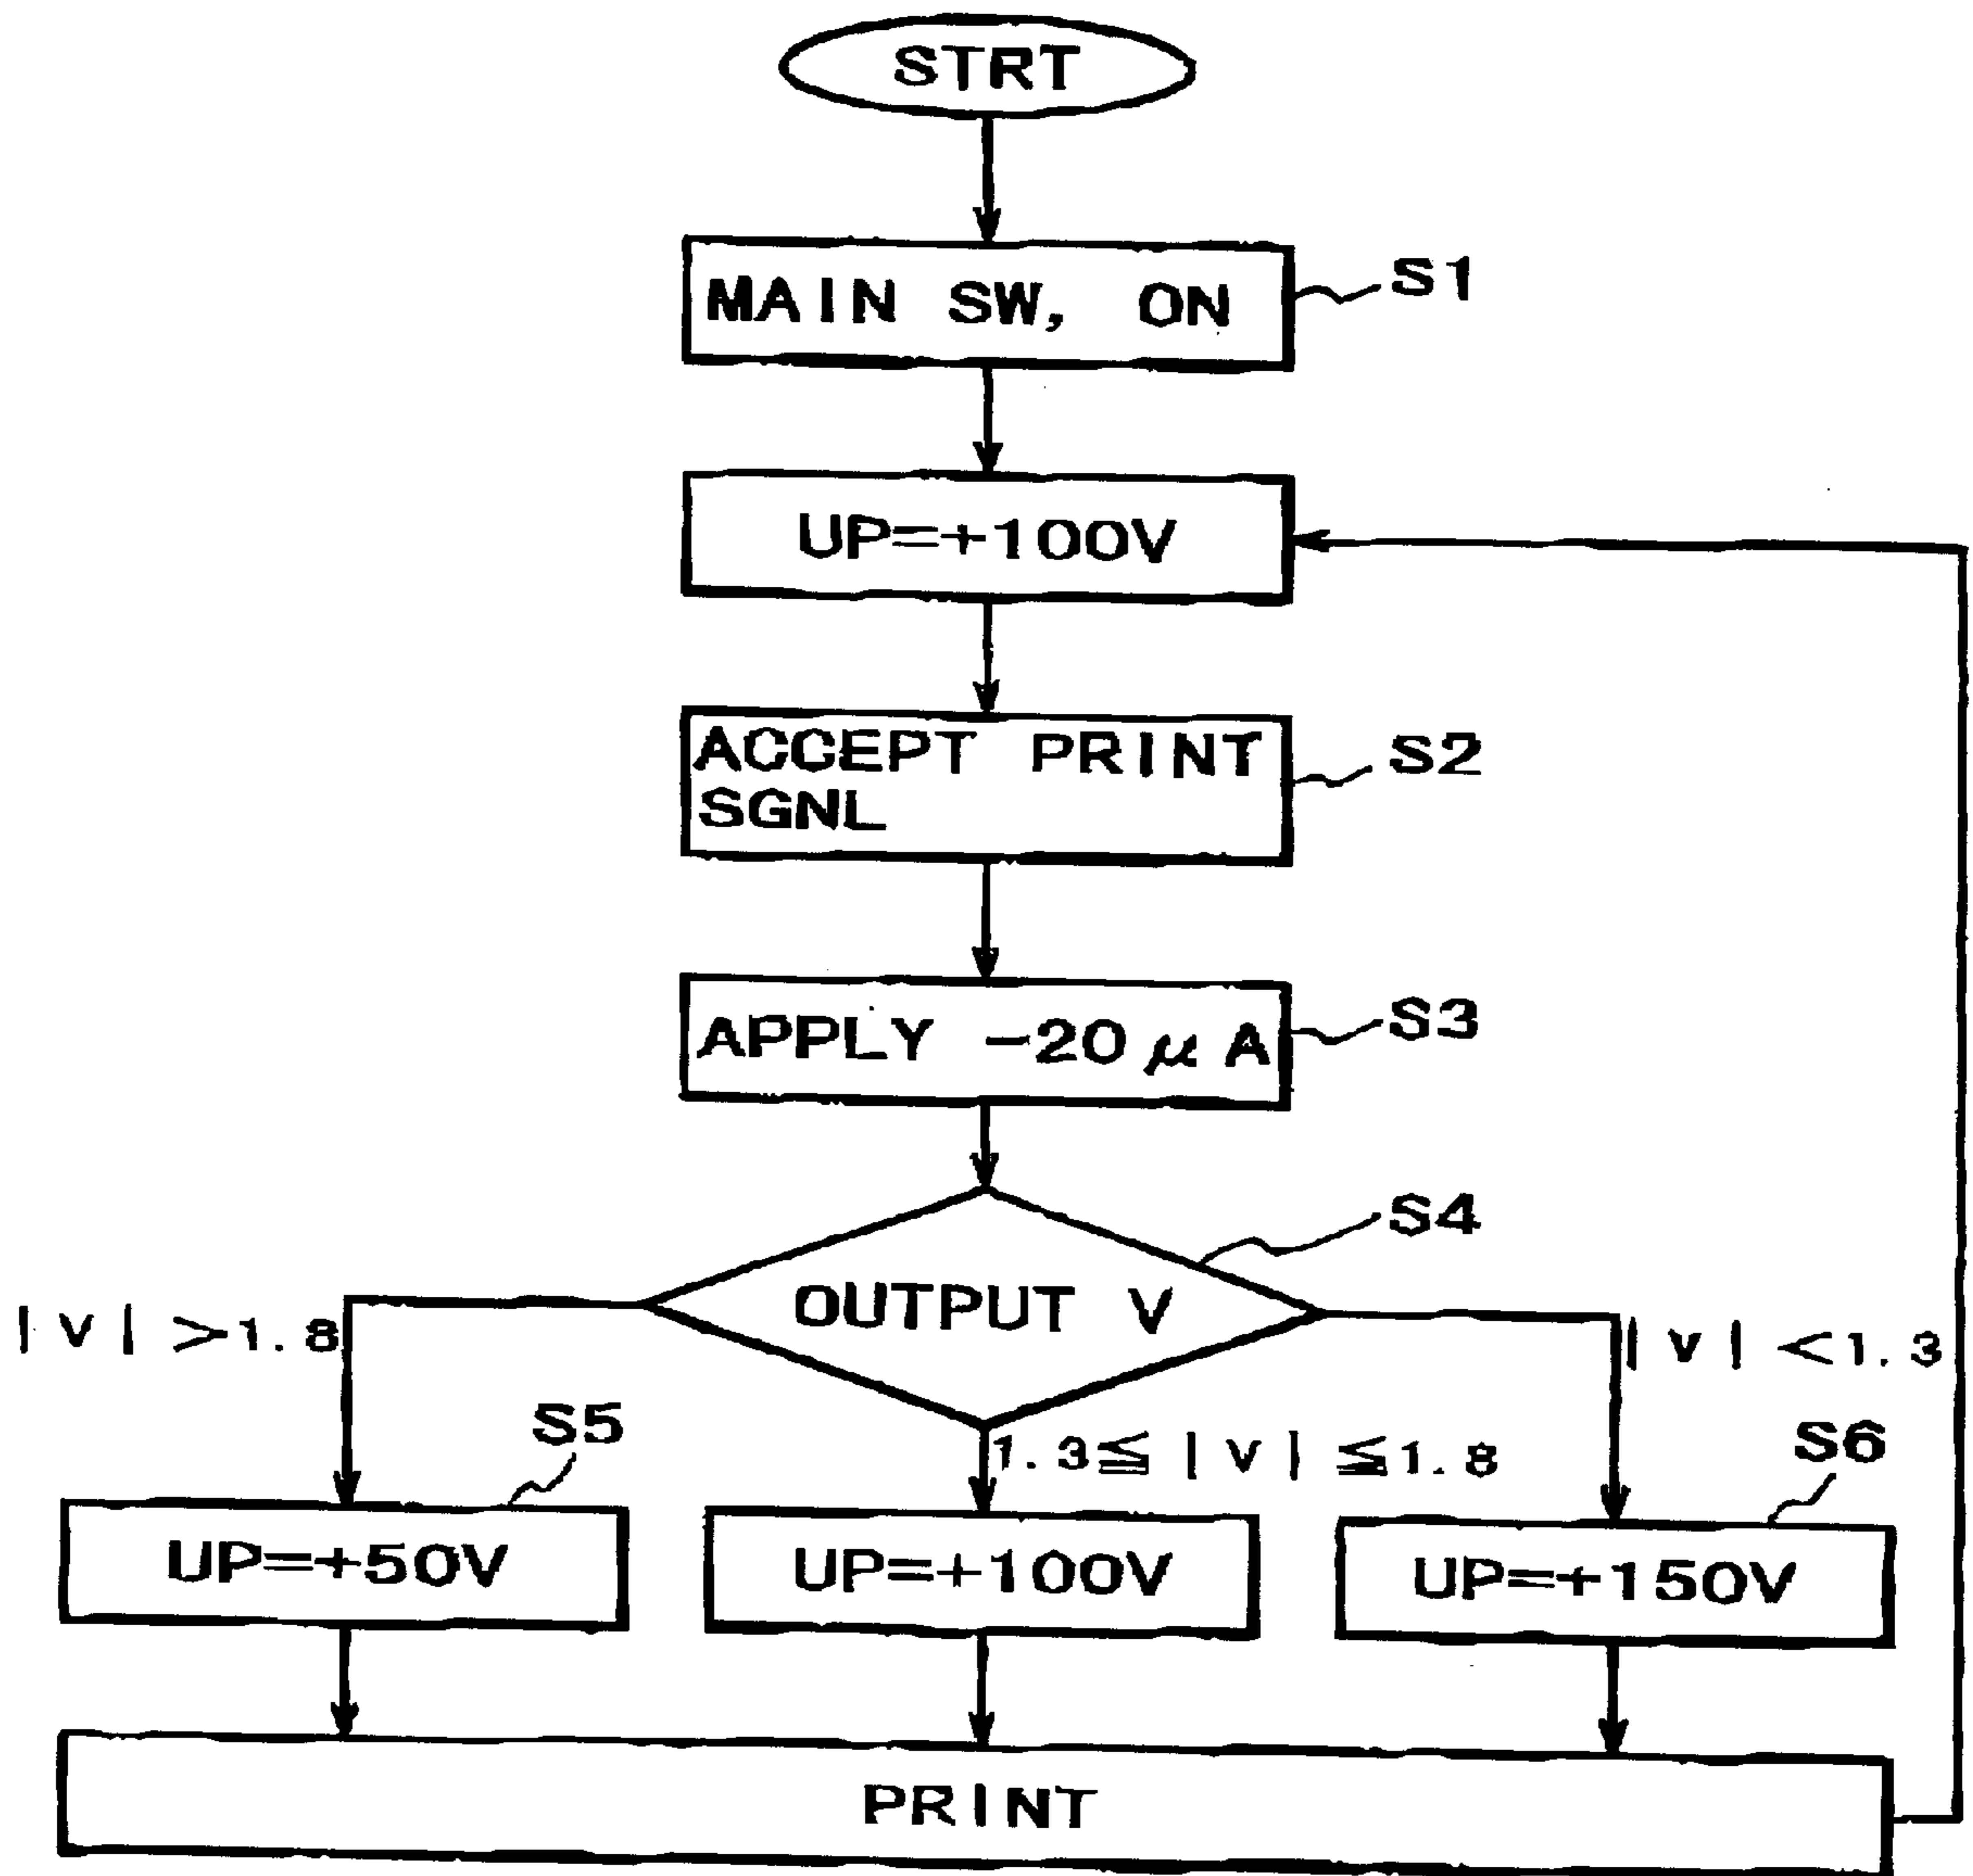 STRT
MAIN SW, ON
S1
UP=+100V
ACCEPT PRINT
SGNL
S2
APPLY -20μA
S3
OUTPUT V
S4
|V| >1.8
1.3≦ |V| ≦1.8
|V| <1.3
S5
S6
UP=+50V
UP=+100V
UP=+150V
PRINT